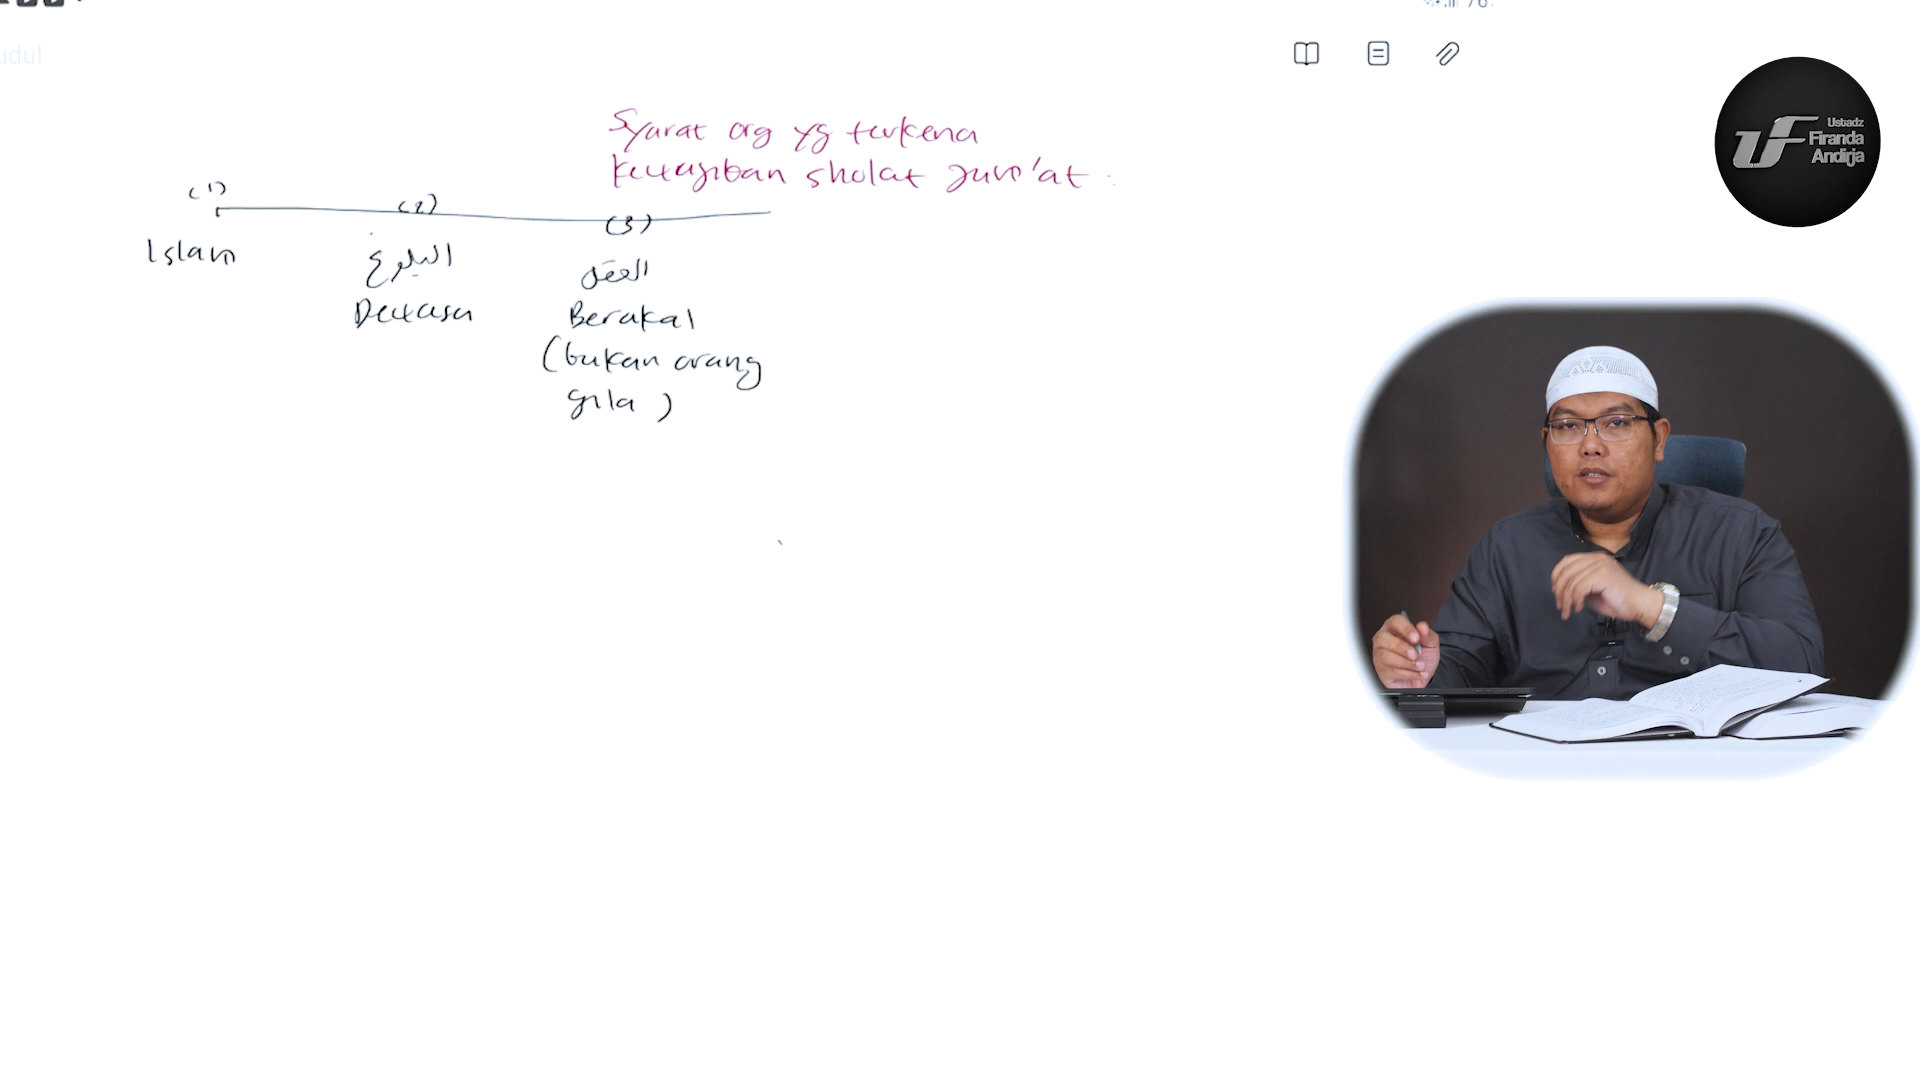 udul
Ustadz
Firanda
Andirja
Syarat org yg terkena
kewajiban sholat Jum'at
(1)
Islam
(2)
البلوغ
Dewasa
(3)
العقل
Berakal
(bukan orang
gila)